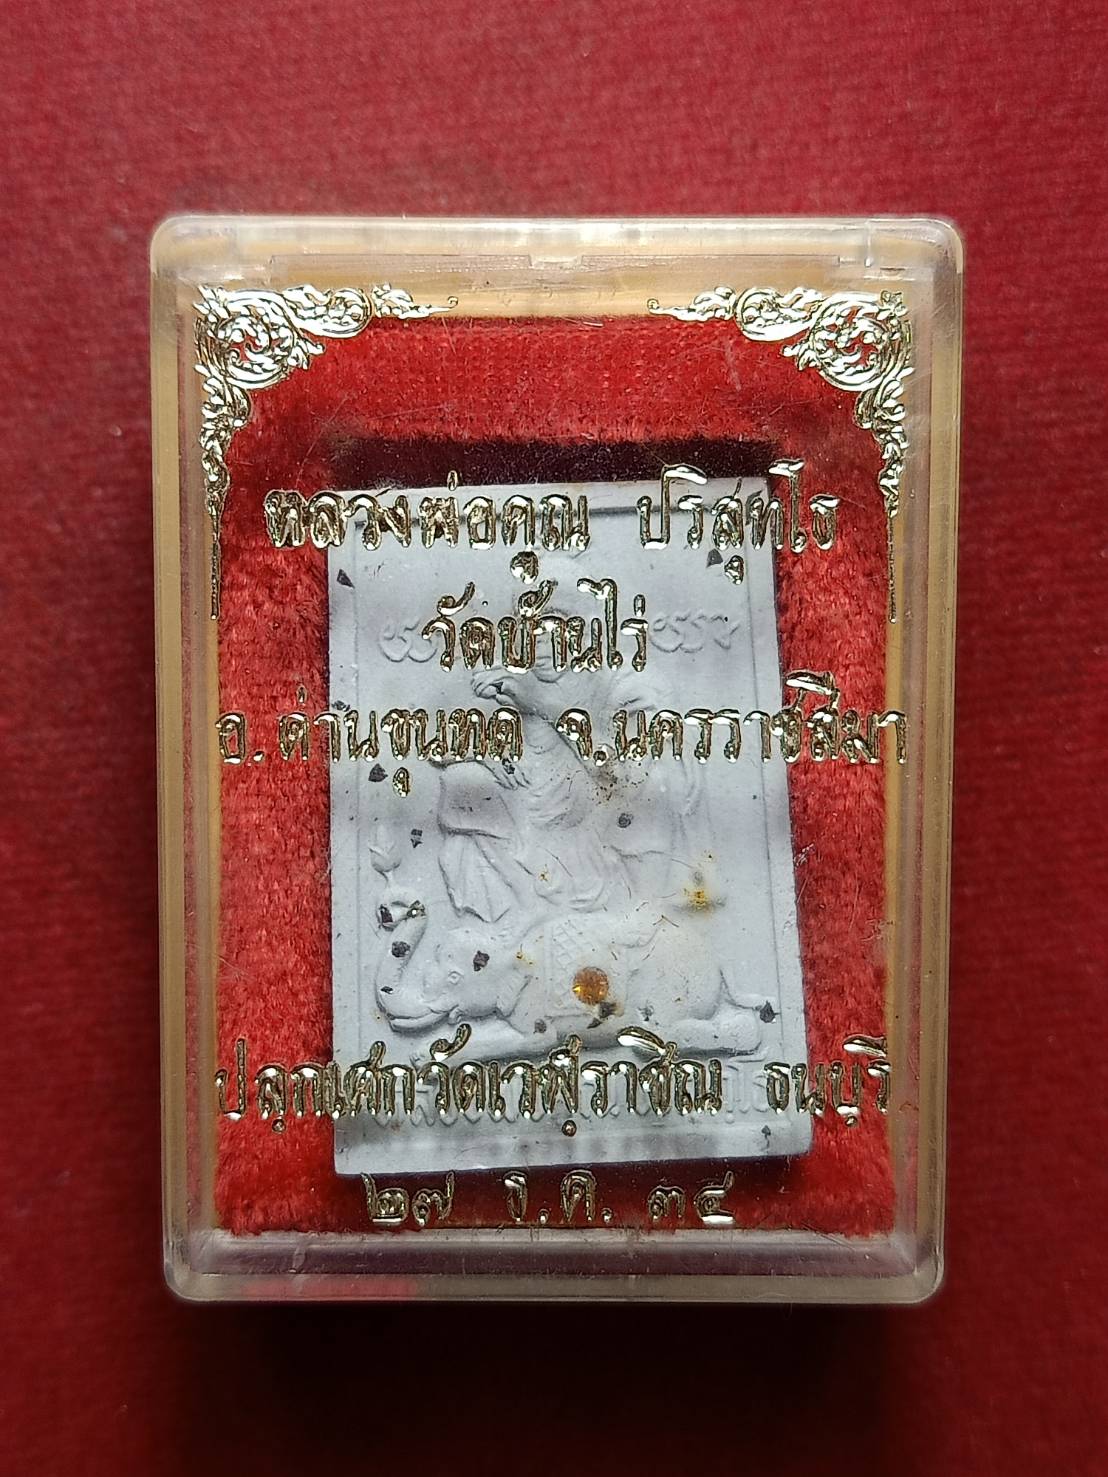 หลวงพ่อคูณ ปริสุทโธ
วัดบ้านไร่
อ.ด่านขุนทด จ.นครราชสีมา
ปลุกเศกวัดเวฬุราชิณ ธนบุรี
๒๗ ธ.ค. ๓๕